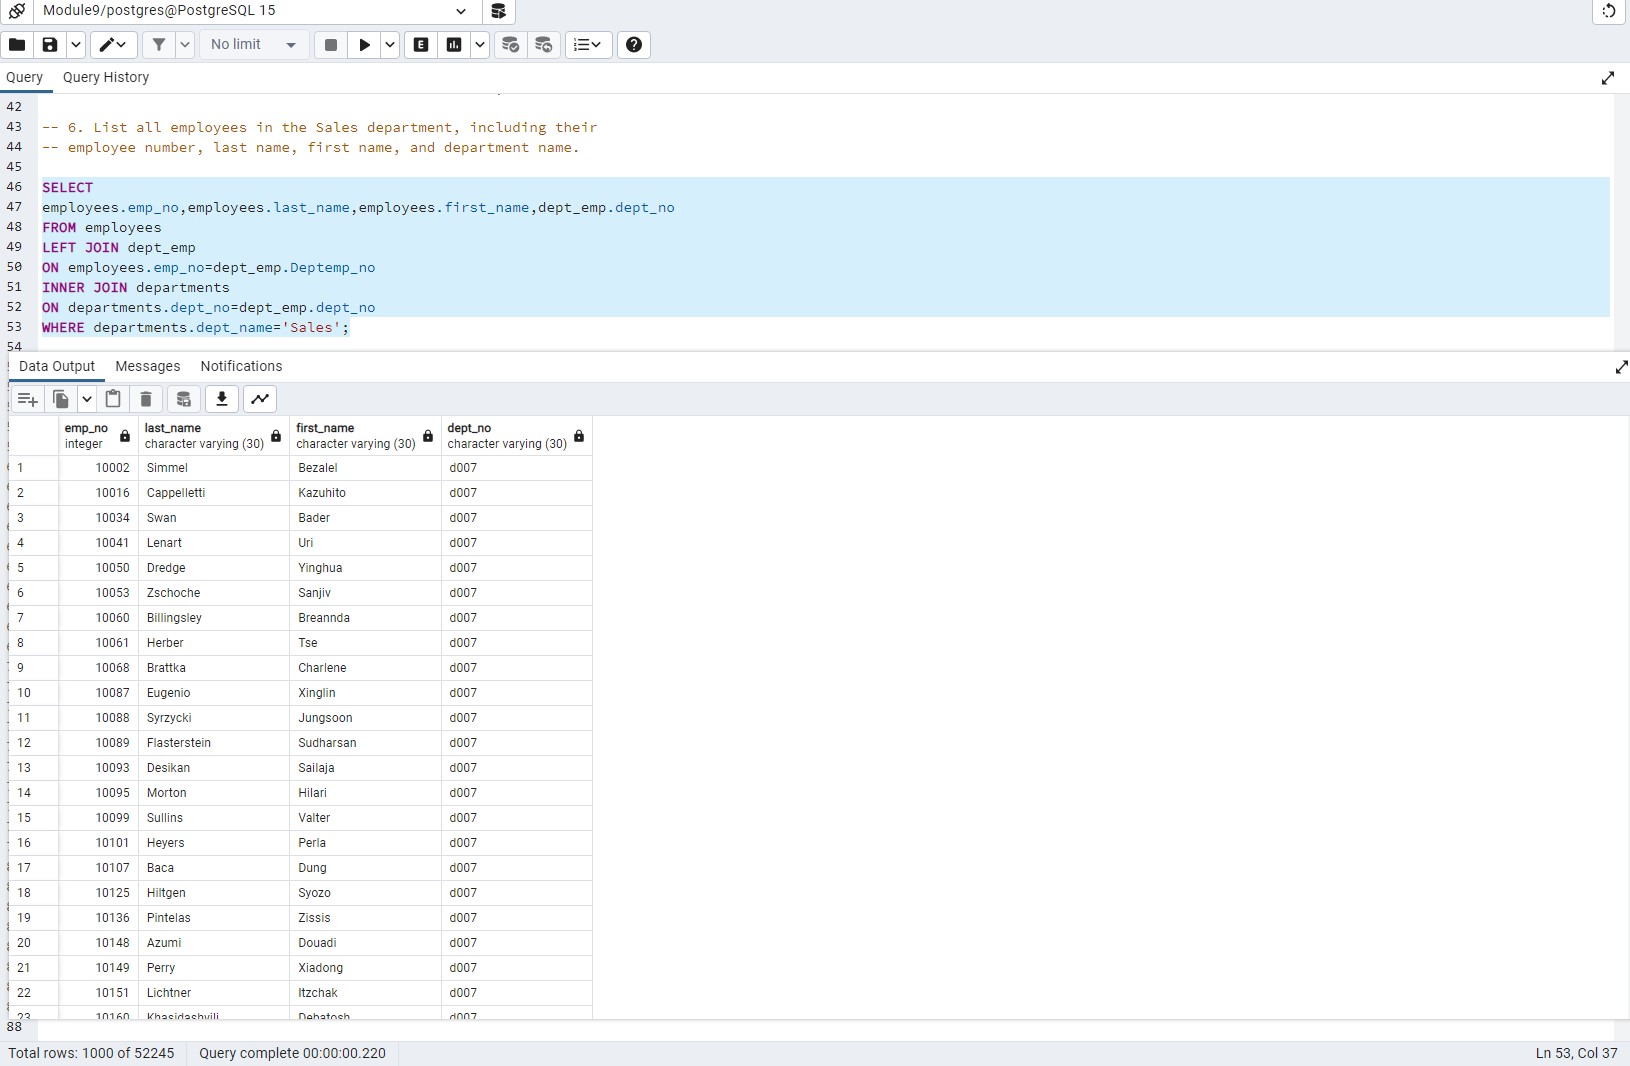 Module9/postgres@PostgreSQL 15
No limit
E
Query Query History
42
43 -- 6. List all employees in the Sales department, including their
44 -- employee number, last name, first name, and department name.
45
46 SELECT
47 employees.emp_no,employees.last_name,employees.first_name,dept_emp.dept_no
48 FROM employees
49 LEFT JOIN dept_emp
50 ON employees.emp_no=dept_emp.Deptemp_no
51 INNER JOIN departments
52 ON departments.dept_no=dept_emp.dept_no
53 WHERE departments.dept_name='Sales';
54
Data Output Messages Notifications
emp_no last_name first_name dept_no
integer character varying (30) character varying (30) character varying (30)
1 10002 Simmel Bezalel d007
2 10016 Cappelletti Kazuhito d007
3 10034 Swan Bader d007
4 10041 Lenart Uri d007
5 10050 Dredge Yinghua d007
6 10053 Zschoche Sanjiv d007
7 10060 Billingsley Breannda d007
8 10061 Herber Tse d007
9 10068 Brattka Charlene d007
10 10087 Eugenio Xinglin d007
11 10088 Syrzycki Jungsoon d007
12 10089 Flasterstein Sudharsan d007
13 10093 Desikan Sailaja d007
14 10095 Morton Hilari d007
15 10099 Sullins Valter d007
16 10101 Heyers Perla d007
17 10107 Baca Dung d007
18 10125 Hiltgen Syozo d007
19 10136 Pintelas Zissis d007
20 10148 Azumi Douadi d007
21 10149 Perry Xiadong d007
22 10151 Lichtner Itzchak d007
23 10160 Khasidashvili Debatosh d007
88
Total rows: 1000 of 52245 Query complete 00:00:00.220 Ln 53, Col 37